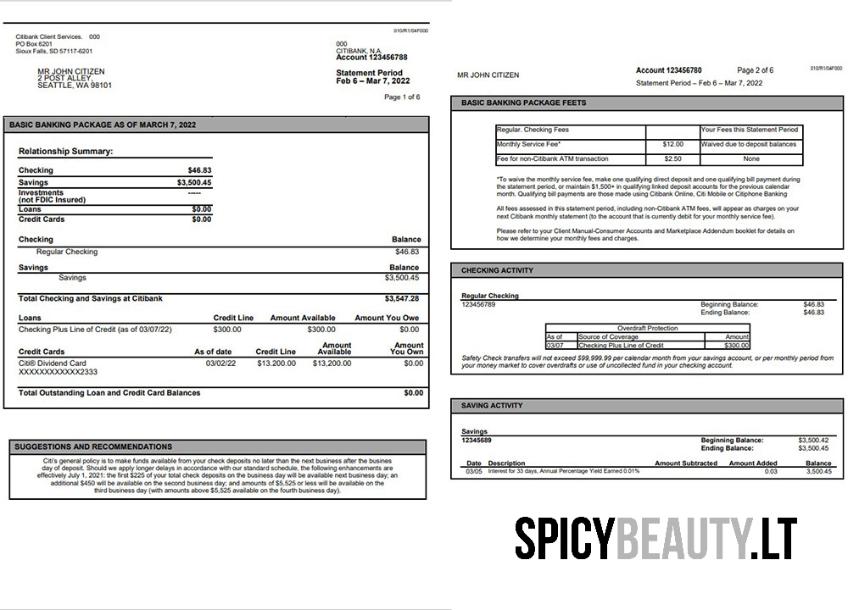 010/R1/04F000
Citibank Client Services. 000
PO Box 6201
Sioux Falls, SD 57117-6201
000
CITIBANK, N.A.
Account 123456788
MR JOHN CITIZEN
2 POST ALLEY,
SEATTLE, WA 98101
Statement Period
Feb 6 – Mar 7, 2022
Page 1 of 6
BASIC BANKING PACKAGE AS OF MARCH 7, 2022
Relationship Summary:
Checking $46.83
Savings $3,500.45
Investments -----
(not FDIC Insured)
Loans $0.00
Credit Cards $0.00
Checking Balance
Regular Checking $46.83
Savings Balance
Savings $3,500.45
Total Checking and Savings at Citibank $3,547.28
Loans Credit Line Amount Available Amount You Owe
Checking Plus Line of Credit (as of 03/07/22) $300.00 $300.00 $0.00
Credit Cards As of date Credit Line Amount Available Amount You Own
Citi® Dividend Card 03/02/22 $13.200.00 $13,200.00 $0.00
XXXXXXXXXXXX2333
Total Outstanding Loan and Credit Card Balances $0.00
SUGGESTIONS AND RECOMMENDATIONS
Citi's general policy is to make funds available from your check deposits no later than the next business after the busines
day of deposit. Should we apply longer delays in accordance with our standard schedule, the following enhancements are
effectively July 1, 2021: the first $225 of your total check deposits on the business day will be available on the next business day; an
additional $450 will be available on the second business day; and amounts of $5,525 or less will be available on the
third business day (with amounts above $5,525 available on the fourth business day).
MR JOHN CITIZEN
Account 123456780 Page 2 of 6
010/R1/04F000
Statement Period – Feb 6 – Mar 7, 2022
BASIC BANKING PACKAGE FEETS
Regular. Checking Fees Your Fees this Statement Period
Monthly Service Fee* $12.00 Waived due to deposit balances
Fee for non-Citibank ATM transaction $2.50 None
*To waive the monthly service fee, make one qualifying direct deposit and one qualifying bill payment during
the statement period, or maintain $1,500+ in qualifying linked deposit accounts for the previous calendar
month. Qualifying bill payments are those made using Citibank Online, Citi Mobile or Citiphone Banking
All fees assessed in this statement period, including non-Citibank ATM fees, will appear as charges on your
next Citibank monthly statement (to the account that is currently debit for your monthly service fee).
Please refer to your Client Manual-Consumer Accounts and Marketplace Addendum booklet for details on
how we determine your monthly fees and charges.
CHECKING ACTIVITY
Regular Checking
123456789 Beginning Balance: $46.83
Ending Balance: $46.83
Overdraft Protection
As of Source of Coverage Amount
03/07 Checking Plus Line of Credit $300.00
Safety Check transfers will not exceed $99,999.99 per calendar month from your savings account, or per monthly period from
your money market to cover overdrafts or use of uncollected fund in your checking account.
SAVING ACTIVITY
Savings
12345689 Beginning Balance: $3,500.42
Ending Balance: $3,500.45
Date Description Amount Subtracted Amount Added Balance
03/05 Interest for 33 days, Annual Percentage Yield Earned 0.01% 0.03 3,500.45
SPICYBEAUTY.LT